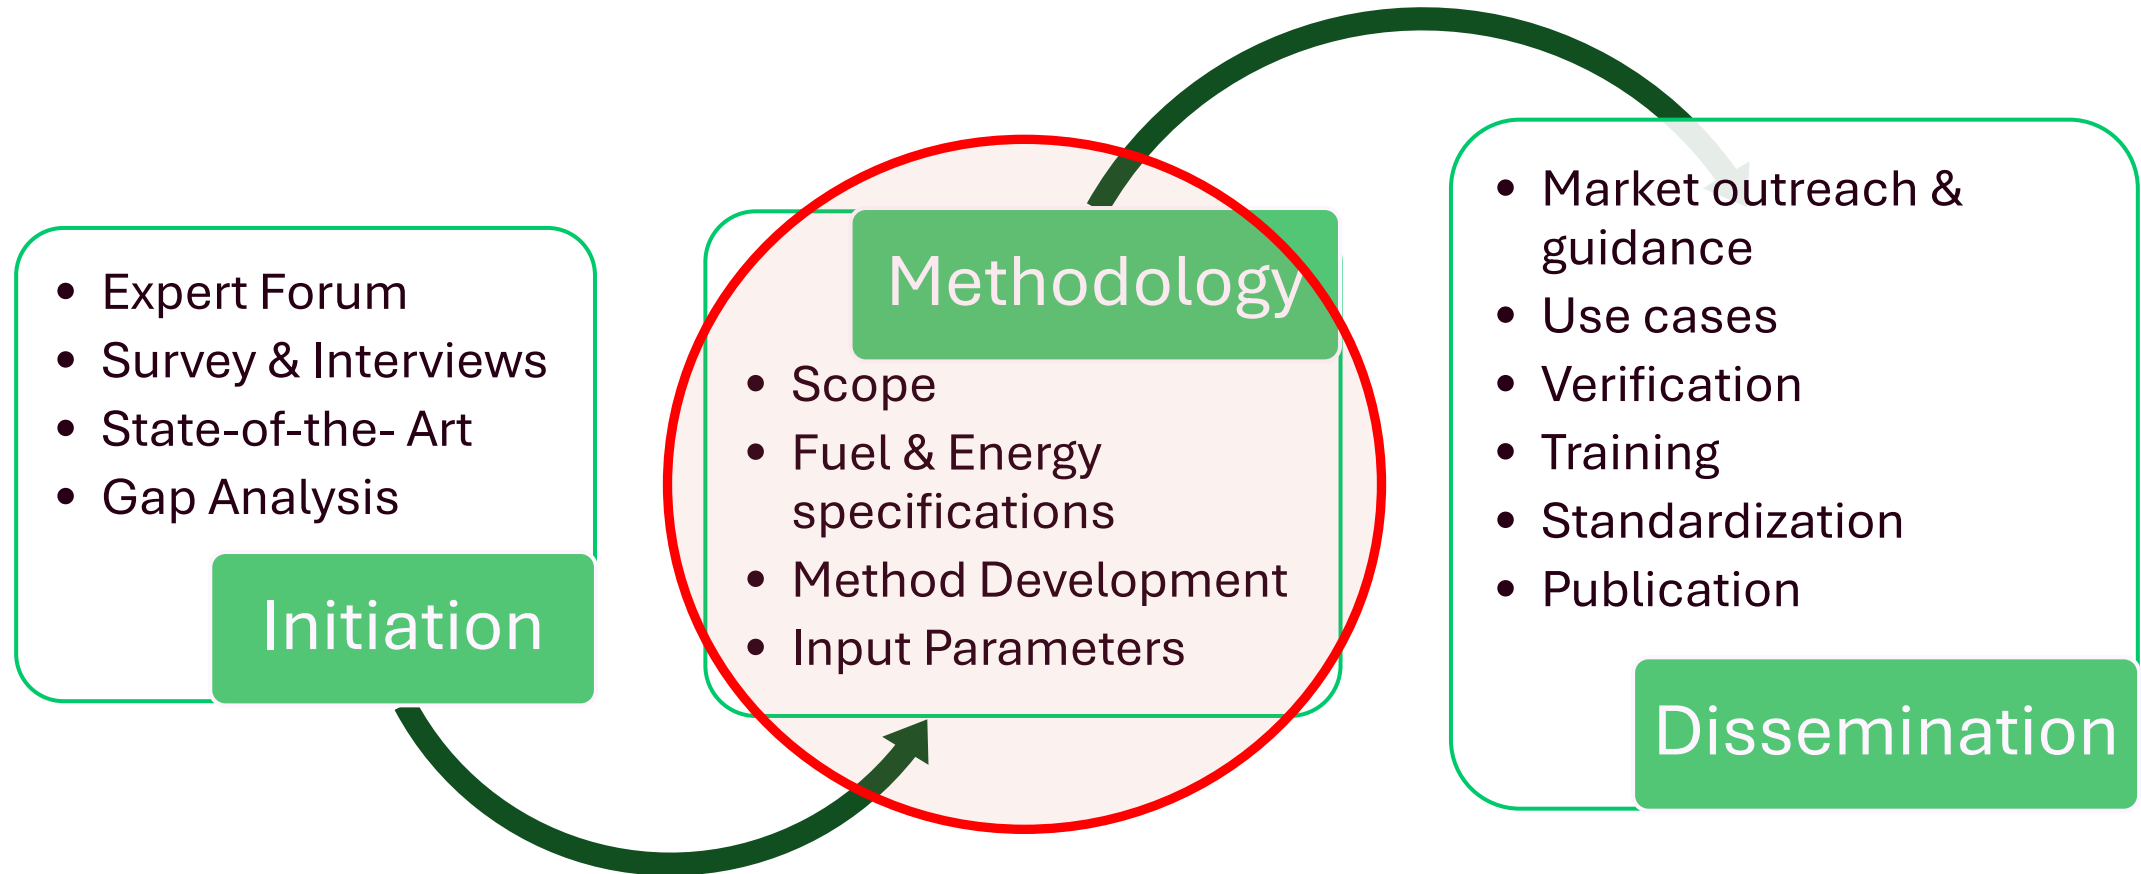 • Expert Forum
• Survey & Interviews
• State-of-the- Art
• Gap Analysis
Initiation
Methodology
• Scope
• Fuel & Energy
specifications
• Method Development
• Input Parameters
• Market outreach &
guidance
• Use cases
• Verification
• Training
• Standardization
• Publication
Dissemination